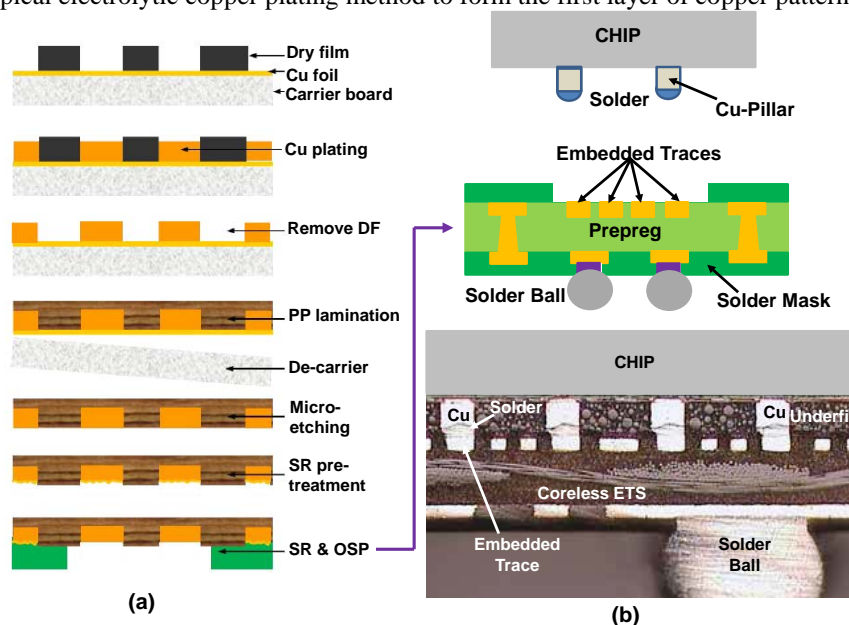 pical electrolytic copper plating method to form the first layer of copper pattern
Dry film
Cu foil
Carrier board
Cu plating
Remove DF
PP lamination
De-carrier
Micro-
etching
SR pre-
treatment
SR & OSP
(a)
CHIP
Solder
Cu-Pillar
Embedded Traces
Prepreg
Solder Ball
Solder Mask
CHIP
Cu
Solder
Cu
Underfi
Coreless ETS
Embedded
Trace
Solder
Ball
(b)